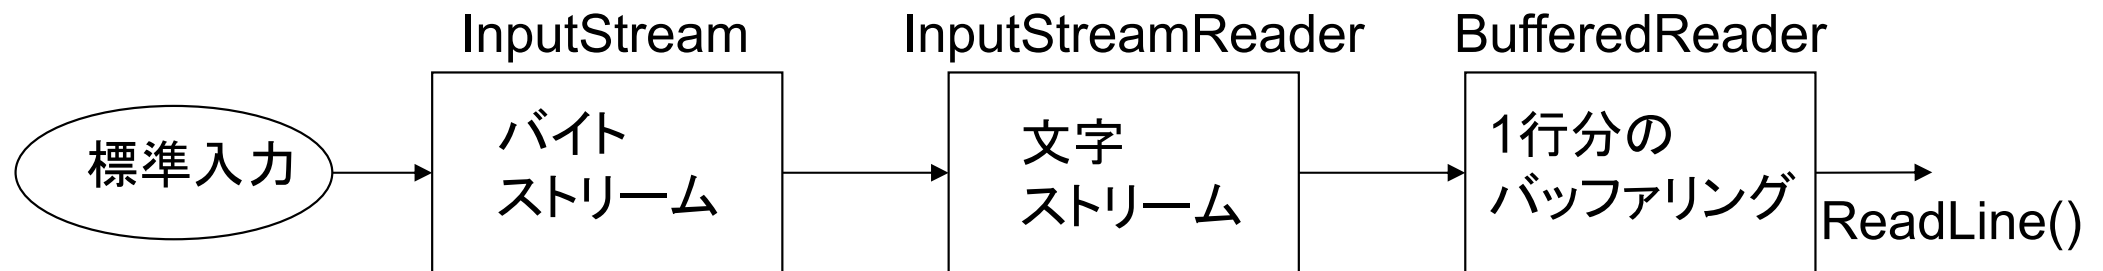 InputStream
InputStreamReader
BufferedReader
標準入力
バイト
ストリーム
文字
ストリーム
1行分の
バッファリング
ReadLine()